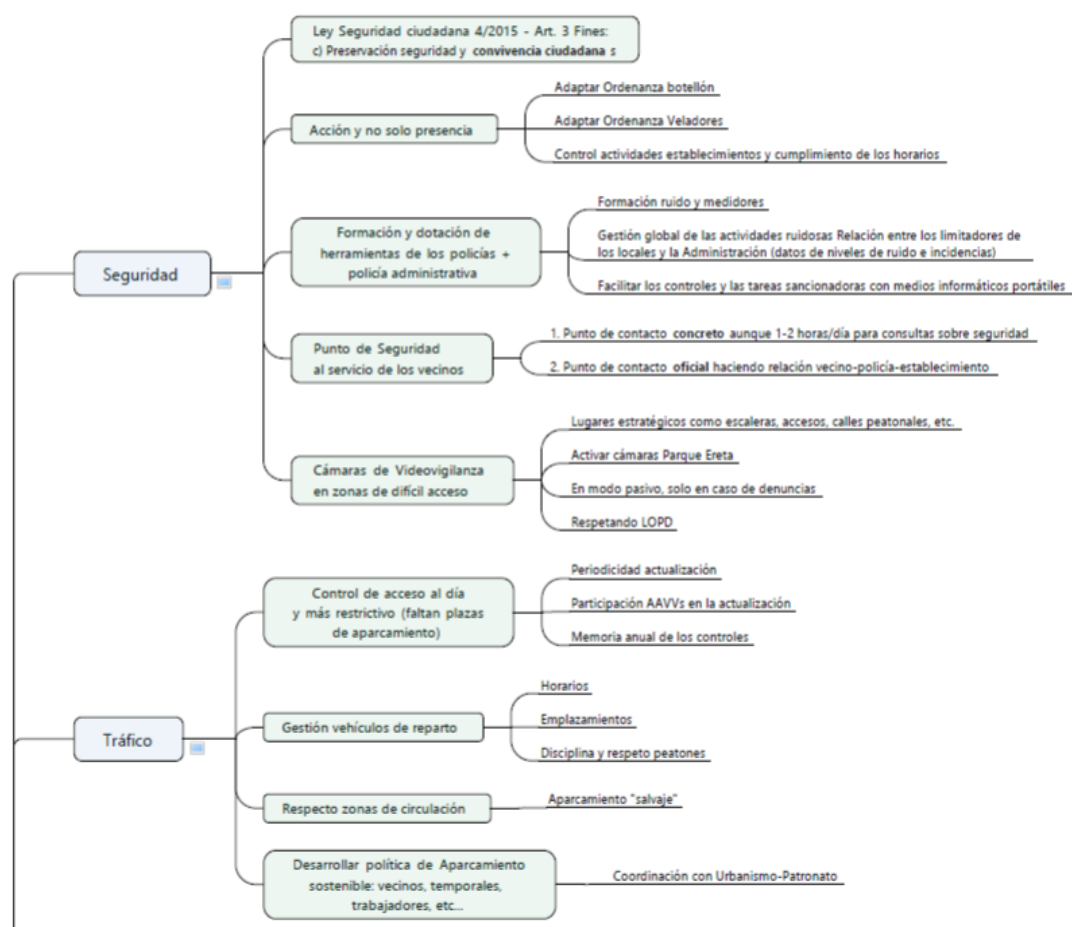 Seguridad
Ley Seguridad ciudadana 4/2015 - Art. 3 Fines:
c) Preservación seguridad y convivencia ciudadana s
Acción y no solo presencia
Adaptar Ordenanza botellón
Adaptar Ordenanza Veladores
Control actividades establecimientos y cumplimiento de los horarios
Formación y dotación de
herramientas de los policías +
policía administrativa
Formación ruido y medidores
Gestión global de las actividades ruidosas Relación entre los limitadores de
los locales y la Administración (datos de niveles de ruido e incidencias)
Facilitar los controles y las tareas sancionadoras con medios informáticos portátiles
Punto de Seguridad
al servicio de los vecinos
1. Punto de contacto concreto aunque 1-2 horas/día para consultas sobre seguridad
2. Punto de contacto oficial haciendo relación vecino-policía-establecimiento
Cámaras de Videovigilanza
en zonas de difícil acceso
Lugares estratégicos como escaleras, accesos, calles peatonales, etc.
Activar cámaras Parque Ereta
En modo pasivo, solo en caso de denuncias
Respetando LOPD
Tráfico
Control de acceso al día
y más restrictivo (faltan plazas
de aparcamiento)
Periodicidad actualización
Participación AAVVs en la actualización
Memoria anual de los controles
Gestión vehículos de reparto
Horarios
Emplazamientos
Disciplina y respeto peatones
Respecto zonas de circulación
Aparcamiento "salvaje"
Desarrollar política de Aparcamiento
sostenible: vecinos, temporales,
trabajadores, etc...
Coordinación con Urbanismo-Patronato